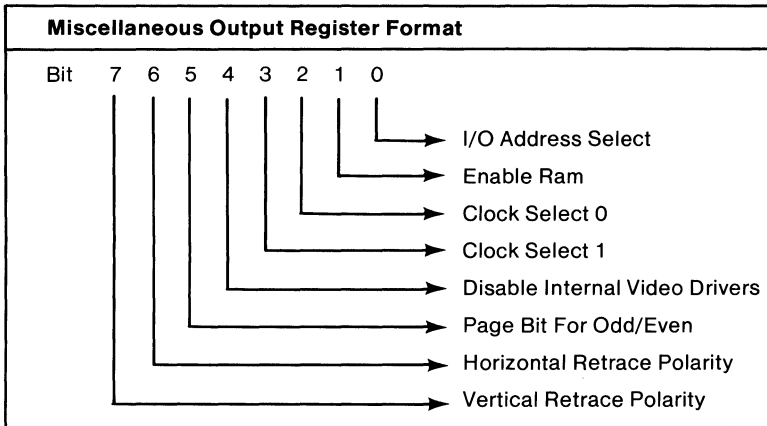 Miscellaneous Output Register Format
Bit 7 6 5 4 3 2 1 0
I/O Address Select
Enable Ram
Clock Select 0
Clock Select 1
Disable Internal Video Drivers
Page Bit For Odd/Even
Horizontal Retrace Polarity
Vertical Retrace Polarity